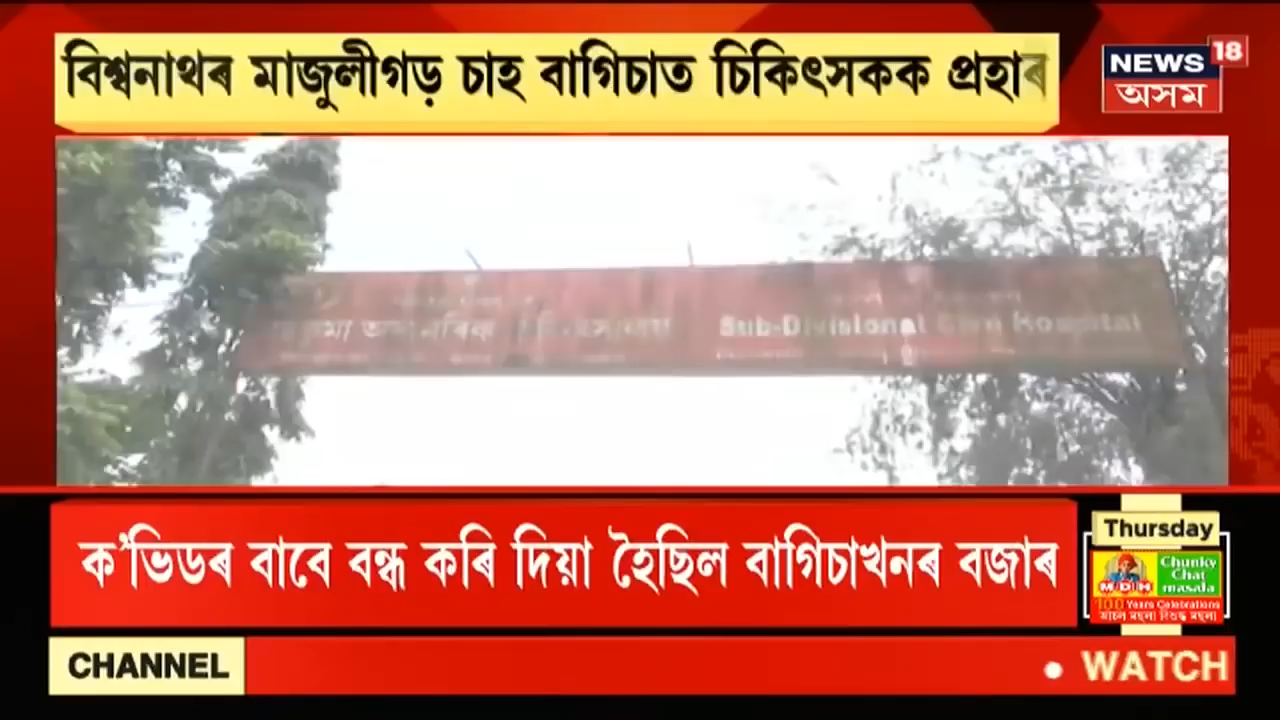 বিশ্বনাথৰ মাজুলীগড় চাহ বাগিচাত চিকিৎসকক প্ৰহাৰ
NEWS 18
অসম
Sub-Divisional Civil Hospital
ক'ভিডৰ বাবে বন্ধ কৰি দিয়া হৈছিল বাগিচাখনৰ বজাৰ
Thursday
MDH
Chunky
Chat
masala
100 Years Celebrations
CHANNEL
• WATCH